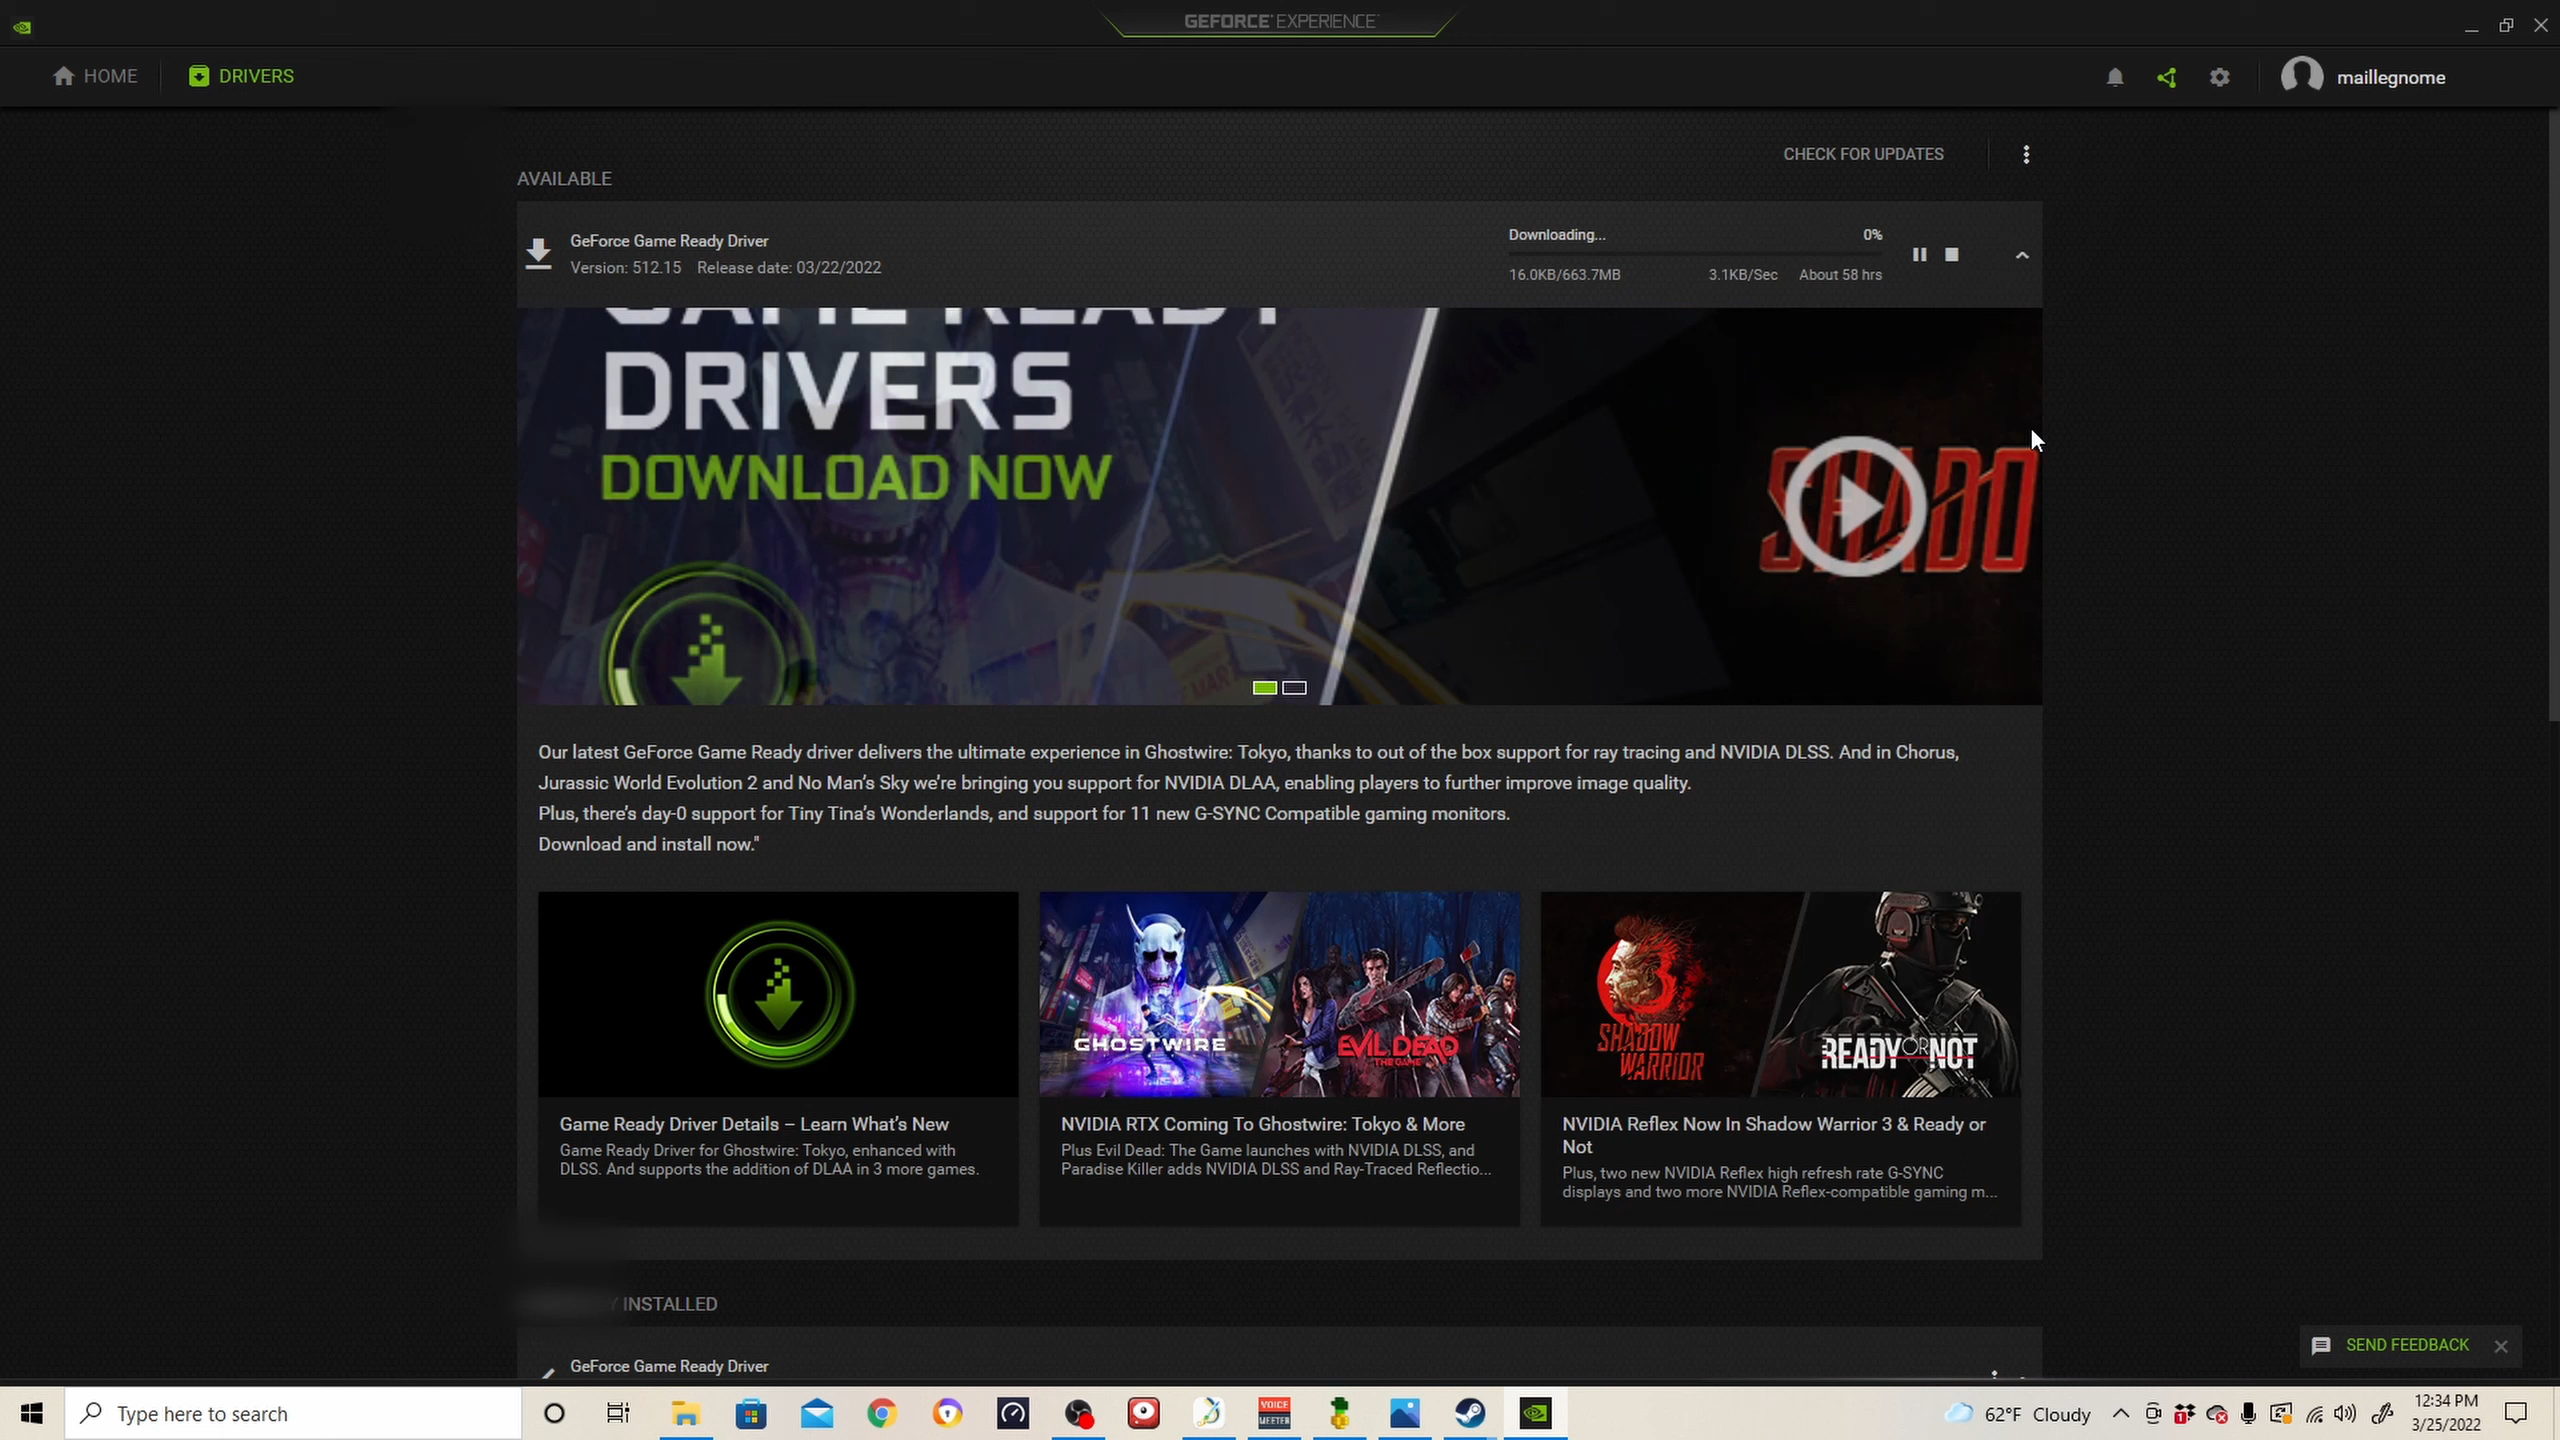 GEFORCE EXPERIENCE
HOME
DRIVERS
maillegnome
CHECK FOR UPDATES
AVAILABLE
GeForce Game Ready Driver
Version: 512.15 Release date: 03/22/2022
Downloading... 0%
16.0KB/663.7MB 3.1KB/Sec About 58 hrs
GAME READY
DRIVERS
DOWNLOAD NOW
SHADO
Our latest GeForce Game Ready driver delivers the ultimate experience in Ghostwire: Tokyo, thanks to out of the box support for ray tracing and NVIDIA DLSS. And in Chorus,
Jurassic World Evolution 2 and No Man's Sky we're bringing you support for NVIDIA DLAA, enabling players to further improve image quality.
Plus, there's day-0 support for Tiny Tina's Wonderlands, and support for 11 new G-SYNC Compatible gaming monitors.
Download and install now."
GHOSTWIRE
EVIL DEAD
THE GAME
SHADOW
WARRIOR
READY OR NOT
Game Ready Driver Details – Learn What's New
Game Ready Driver for Ghostwire: Tokyo, enhanced with
DLSS. And supports the addition of DLAA in 3 more games.
NVIDIA RTX Coming To Ghostwire: Tokyo & More
Plus Evil Dead: The Game launches with NVIDIA DLSS, and
Paradise Killer adds NVIDIA DLSS and Ray-Traced Reflectio...
NVIDIA Reflex Now In Shadow Warrior 3 & Ready or
Not
Plus, two new NVIDIA Reflex high refresh rate G-SYNC
displays and two more NVIDIA Reflex-compatible gaming m...
Y INSTALLED
GeForce Game Ready Driver
SEND FEEDBACK
Type here to search
VOICE
MEETER
62°F Cloudy
1
12:34 PM
3/25/2022